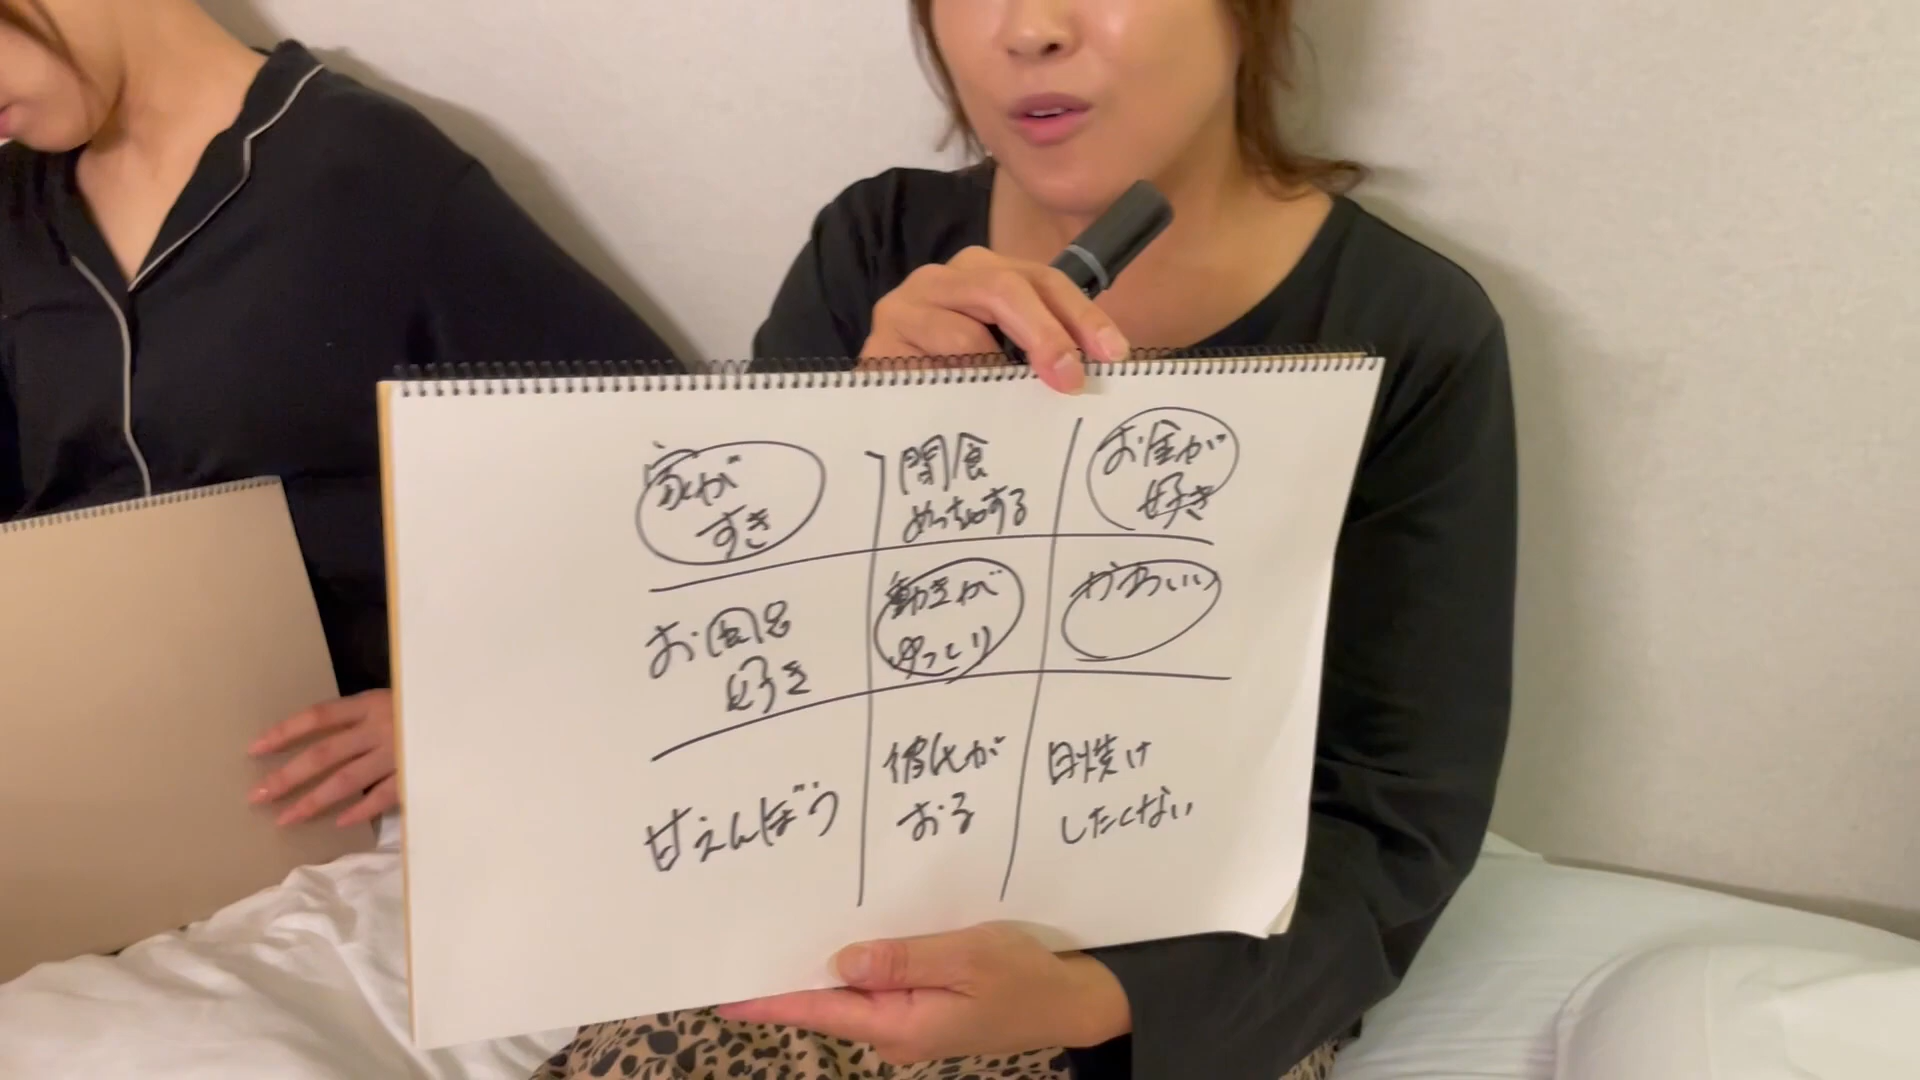 家が
すき
間食
めっちゃする
お金が
好き
お風呂
好き
動きが
ゆっくり
かわいい
甘えんぼう
彼氏が
おる
日焼け
したくない